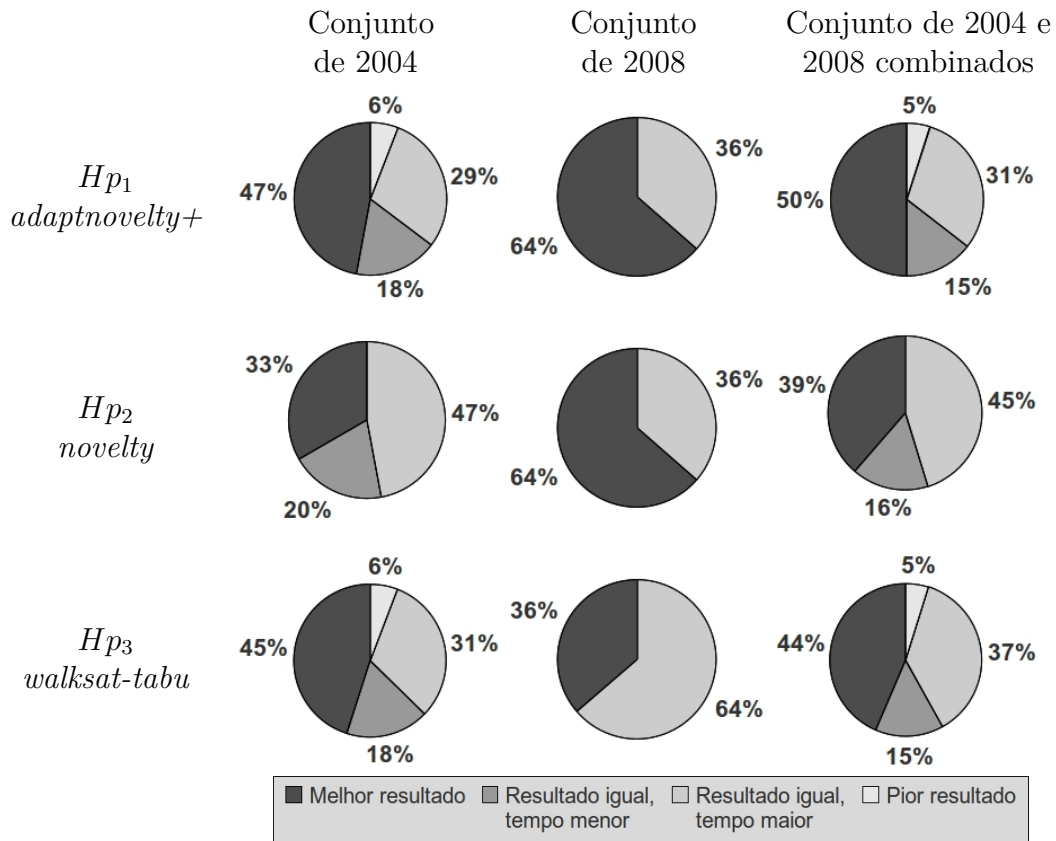 Conjunto
de 2004
Conjunto
de 2008
Conjunto de 2004 e
2008 combinados
Hp1
adaptnovelty+
6%
29%
18%
47%
36%
64%
5%
31%
15%
50%
Hp2
novelty
33%
47%
20%
36%
64%
39%
45%
16%
Hp3
walksat-tabu
6%
31%
18%
45%
36%
64%
5%
37%
15%
44%
Melhor resultado
Resultado igual,
tempo menor
Resultado igual,
tempo maior
Pior resultado